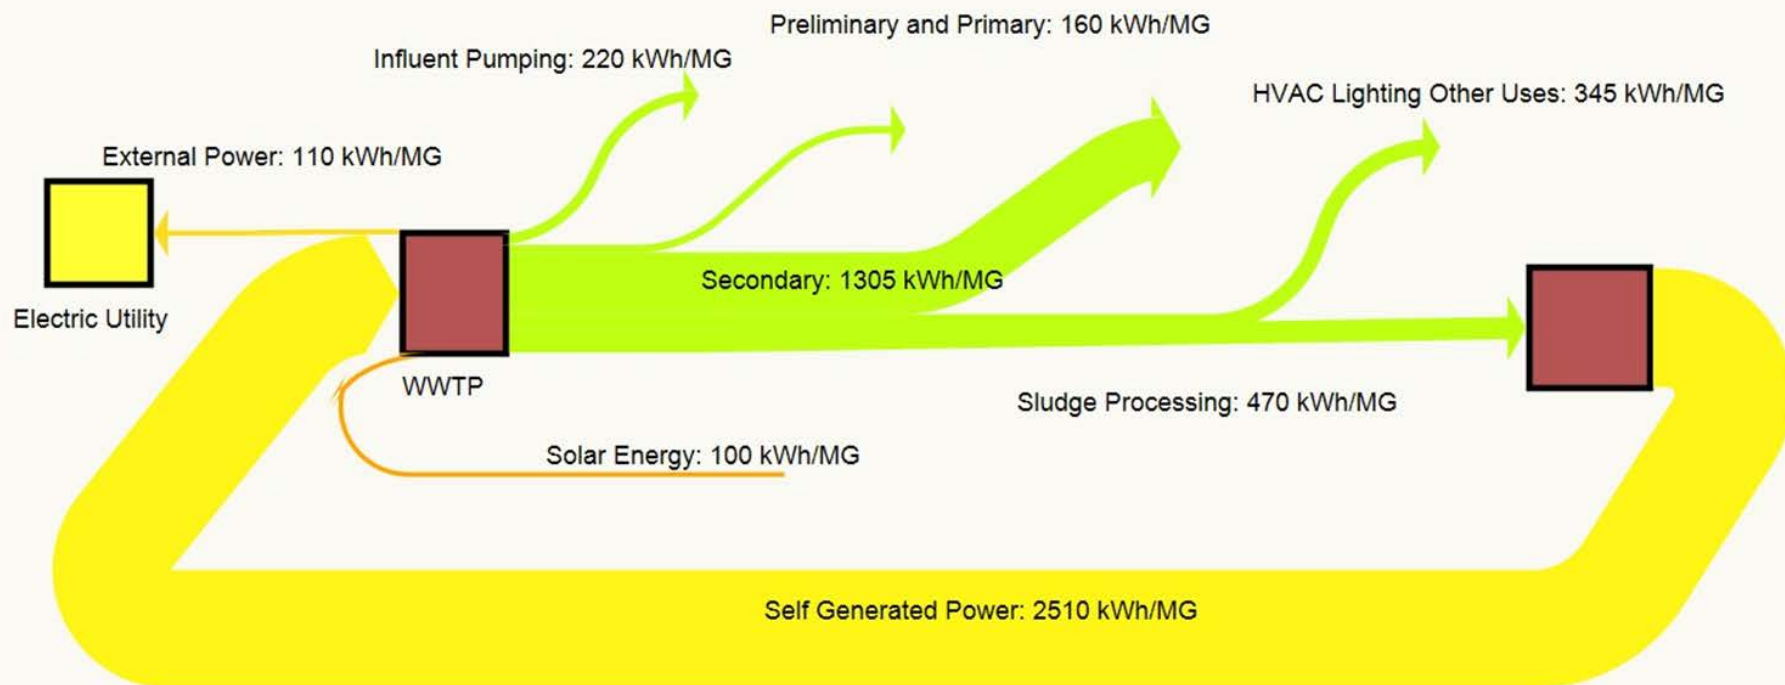 Preliminary and Primary: 160 kWh/MG
Influent Pumping: 220 kWh/MG
HVAC Lighting Other Uses: 345 kWh/MG
External Power: 110 kWh/MG
Secondary: 1305 kWh/MG
Electric Utility
WWTP
Sludge Processing: 470 kWh/MG
Solar Energy: 100 kWh/MG
Self Generated Power: 2510 kWh/MG